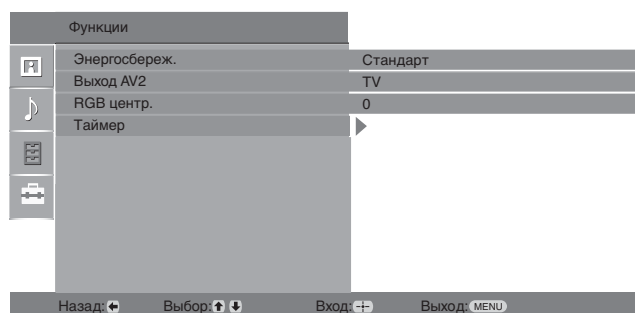 Функции
Энергосбереж. Стандарт
Выход AV2 TV
RGB центр. 0
Таймер
Назад: Выбор: Вход: Выход: MENU